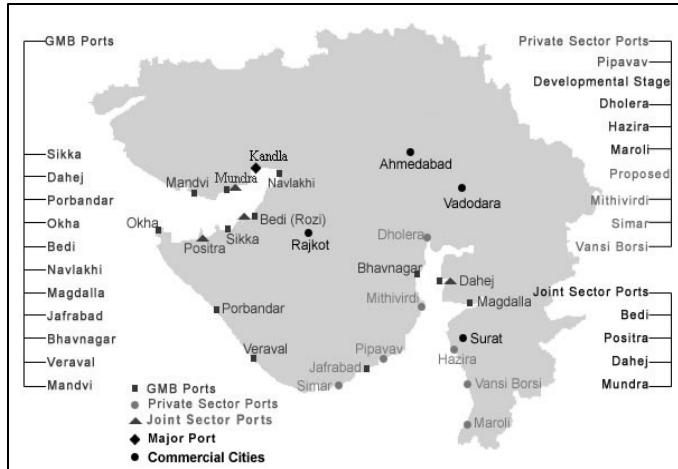 GMB Ports
Sikka
Dahej
Porbandar
Okha
Bedi
Navlakhi
Magdalla
Jafrabad
Bhavnagar
Veraval
Mandvi
Kandla
Mundra
Mandvi
Navlakhi
Okha
Bedi (Rozi)
Sikka
Positra
Rajkot
Ahmedabad
Vadodara
Dholera
Bhavnagar
Dahej
Mithivirdi
Magdalla
Porbandar
Veraval
Surat
Pipavav
Hazira
Jafrabad
Simar
Vansi Borsi
Maroli
GMB Ports
Private Sector Ports
Joint Sector Ports
Major Port
Commercial Cities
Private Sector Ports
Pipavav
Developmental Stage
Dholera
Hazira
Maroli
Proposed
Mithivirdi
Simar
Vansi Borsi
Joint Sector Ports
Bedi
Positra
Dahej
Mundra